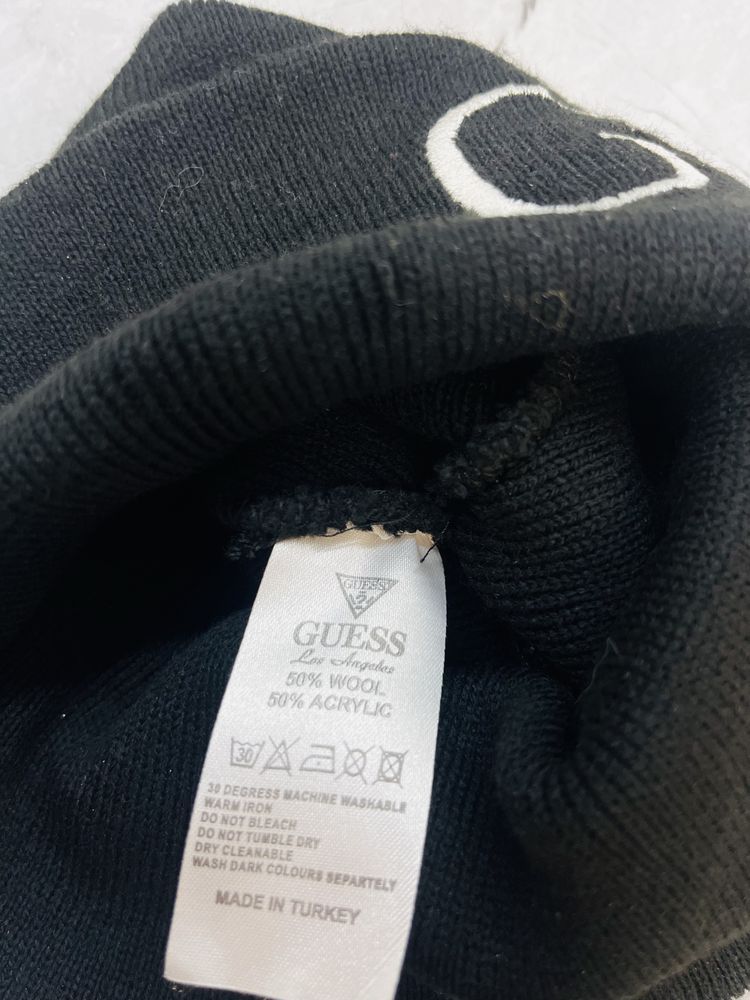 G
GUESS
?
GUESS
Los Angeles
50% WOOL
50% ACRYLIC
30
30 DEGRESS MACHINE WASHABLE
WARM IRON
DO NOT BLEACH
DO NOT TUMBLE DRY
DRY CLEANABLE
WASH DARK COLOURS SEPARTELY
MADE IN TURKEY